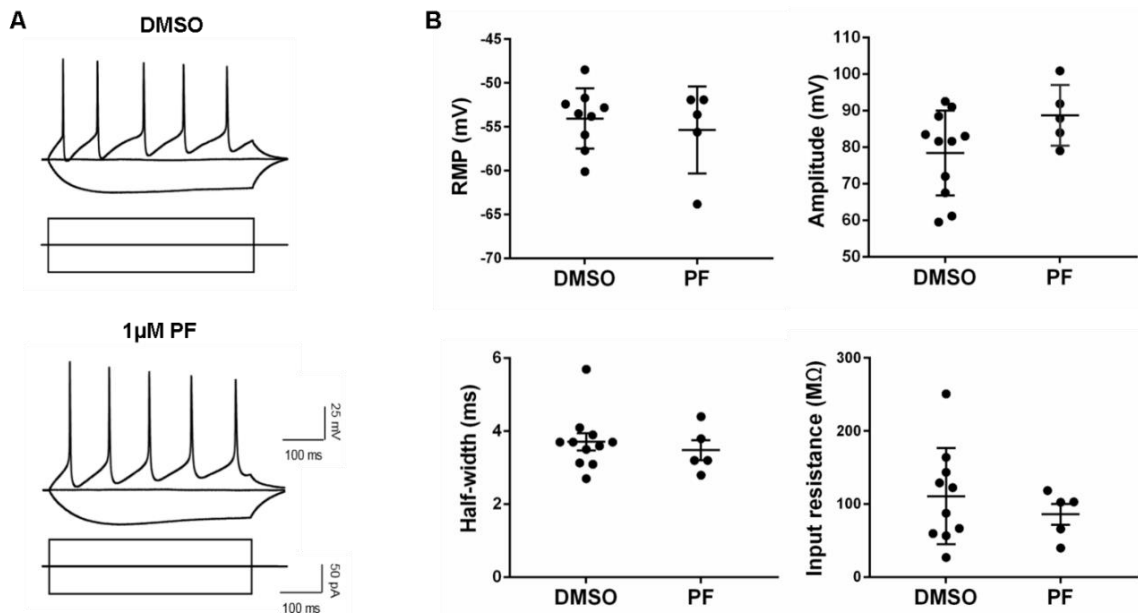 A
DMSO
1µM PF
25 mV
100 ms
50 pA
100 ms
B
-45
-50
-55
-60
-65
-70
RMP (mV)
DMSO
PF
110
100
90
80
70
60
50
Amplitude (mV)
DMSO
PF
6
4
2
0
Half-width (ms)
DMSO
PF
300
200
100
0
Input resistance (MΩ)
DMSO
PF